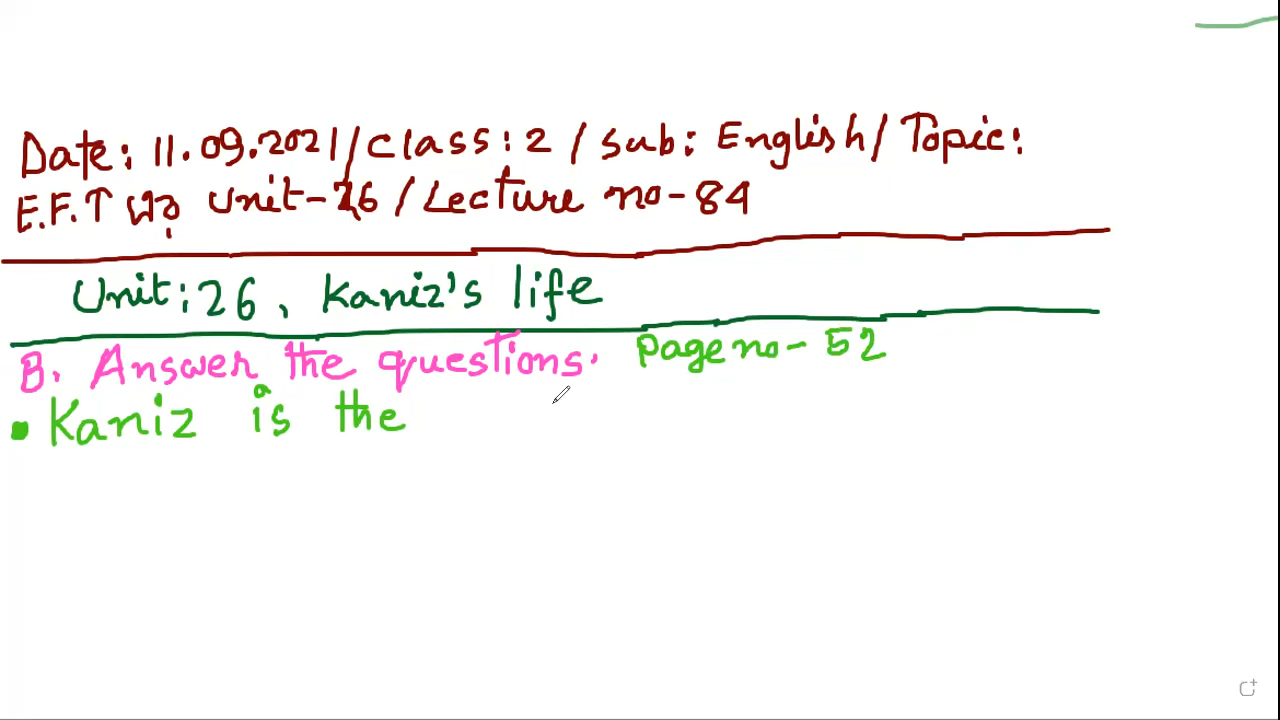 Date: 11.09.2021/Class:2/Sub: English/Topic:
E.F.T এর Unit-26/Lecture no-84
Unit:26, Kaniz's life
B. Answer the questions. Page no-52
• Kaniz is the